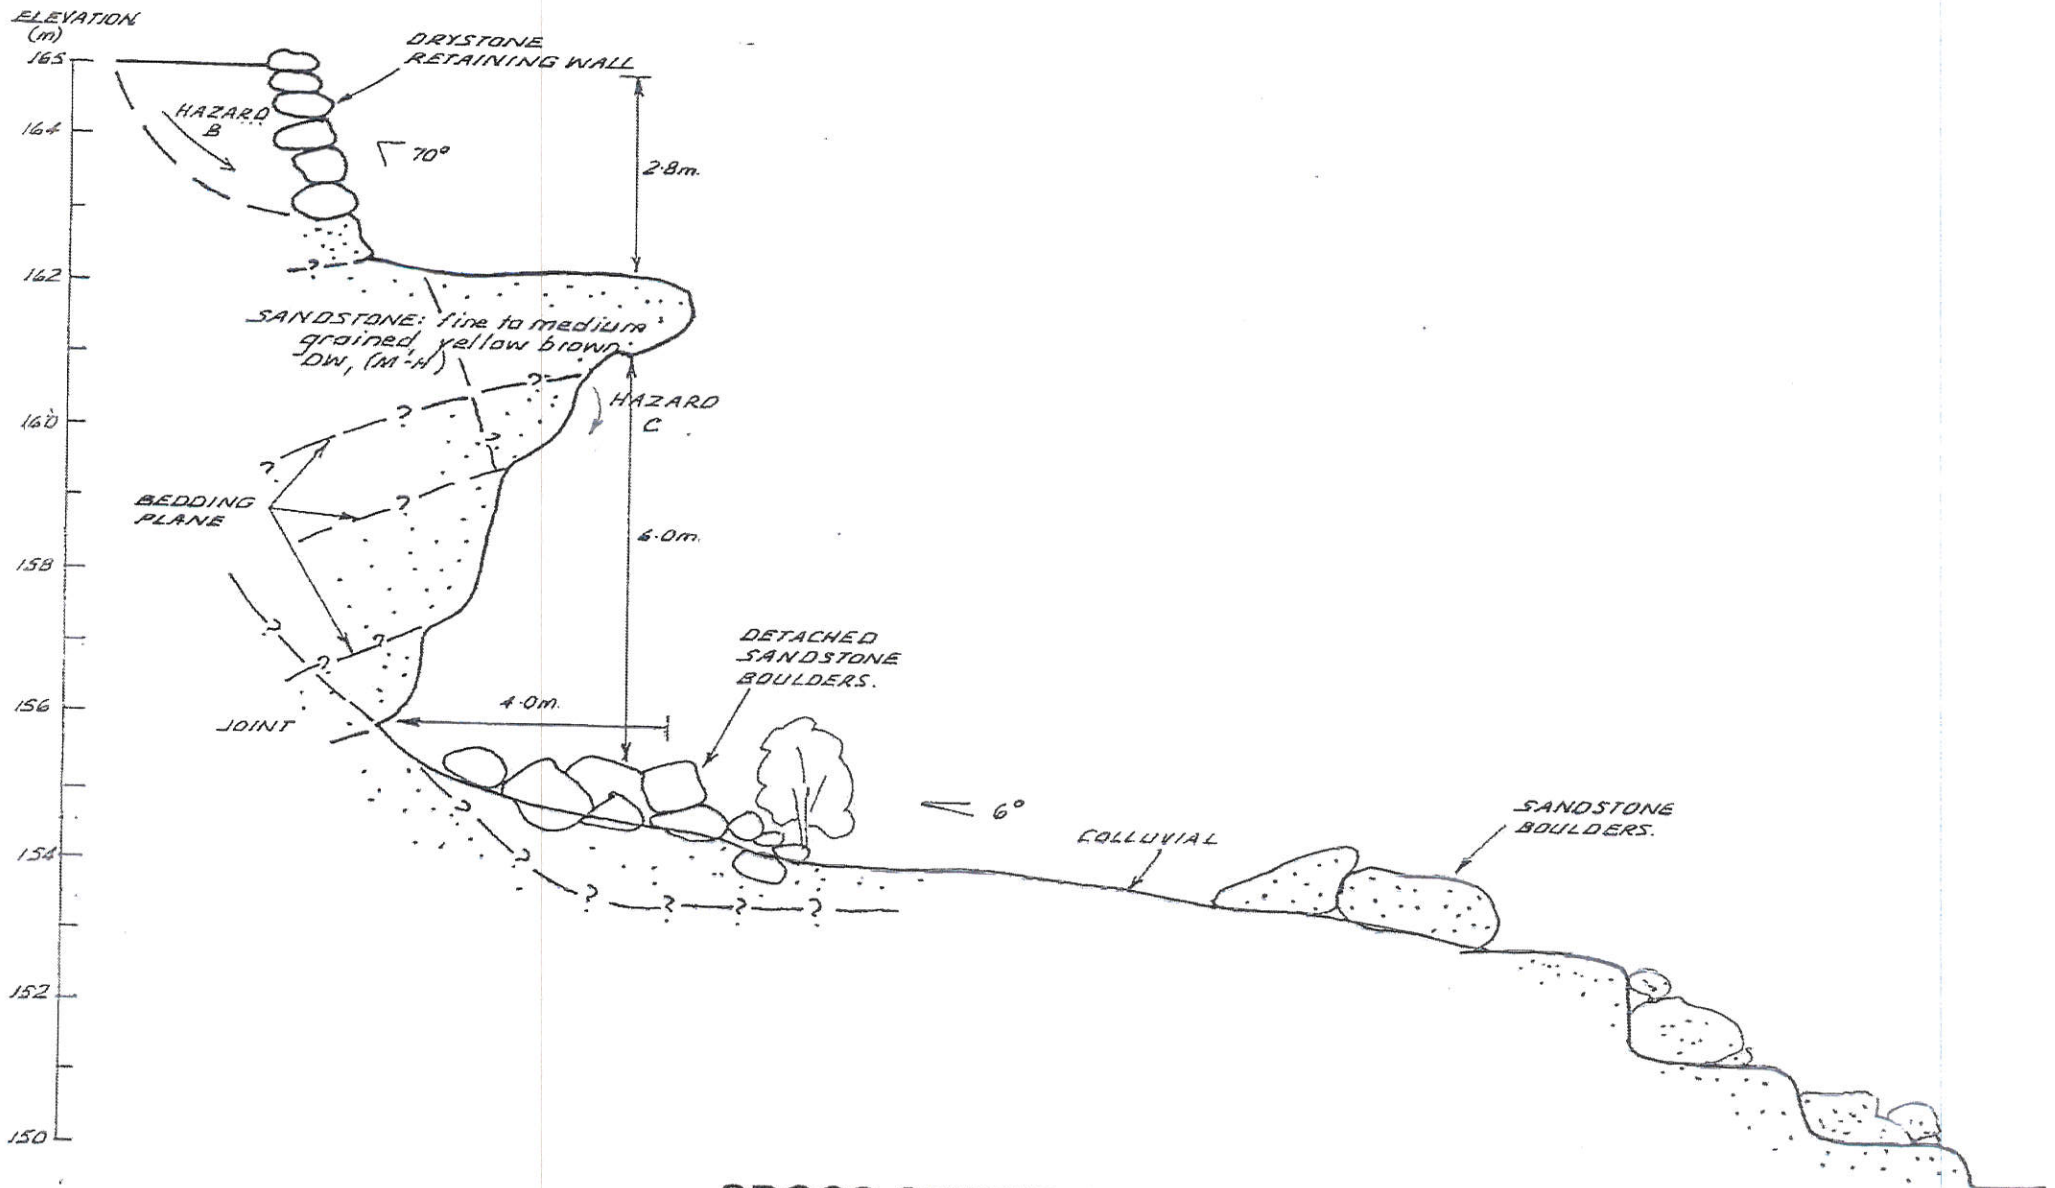 ELEVATION
(m)
165
164
162
160
158
156
154
152
150
DRYSTONE
RETAINING WALL
HAZARD
B
70°
2.8m.
SANDSTONE: fine to medium
grained, yellow brown
DW, (M-H)
?
?
?
?
HAZARD
C
?
?
BEDDING
PLANE
6.0m.
?
?
?
JOINT
4.0m.
DETACHED
SANDSTONE
BOULDERS.
6°
COLLUVIAL
SANDSTONE
BOULDERS.
?
?
?
?
?
?